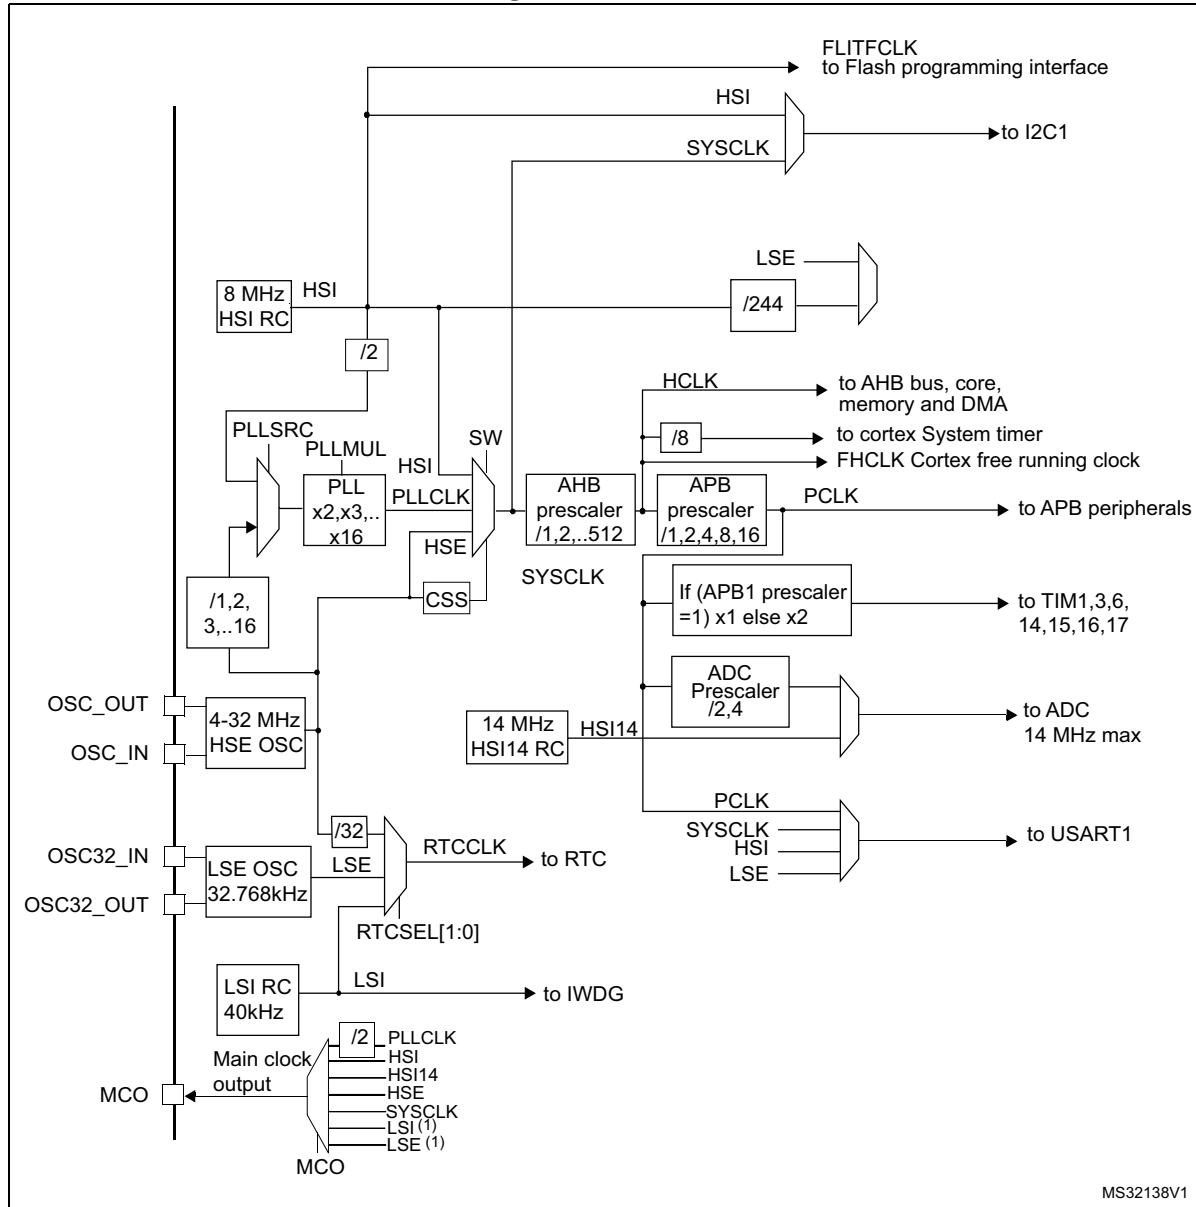 FLITFCLK
to Flash programming interface
HSI
to I2C1
SYSCLK
LSE
8 MHz
HSI RC
HSI
/244
/2
HCLK
to AHB bus, core,
memory and DMA
PLLSRC
SW
/8
to cortex System timer
PLLMUL
HSI
FHCLK Cortex free running clock
PLL
x2,x3,..
x16
PLLCLK
AHB
prescaler
/1,2,..512
APB
prescaler
/1,2,4,8,16
PCLK
to APB peripherals
HSE
SYSCLK
/1,2,
3,..16
CSS
If (APB1 prescaler
=1) x1 else x2
to TIM1,3,6,
14,15,16,17
OSC_OUT
OSC_IN
4-32 MHz
HSE OSC
14 MHz
HSI14 RC
HSI14
ADC
Prescaler
/2,4
to ADC
14 MHz max
/32
PCLK
SYSCLK
HSI
LSE
to USART1
OSC32_IN
OSC32_OUT
LSE OSC
32.768kHz
LSE
RTCCLK
to RTC
RTCSEL[1:0]
LSI RC
40kHz
LSI
to IWDG
/2
PLLCLK
HSI
HSI14
HSE
SYSCLK
LSI (1)
LSE (1)
Main clock
output
MCO
MCO
MS32138V1